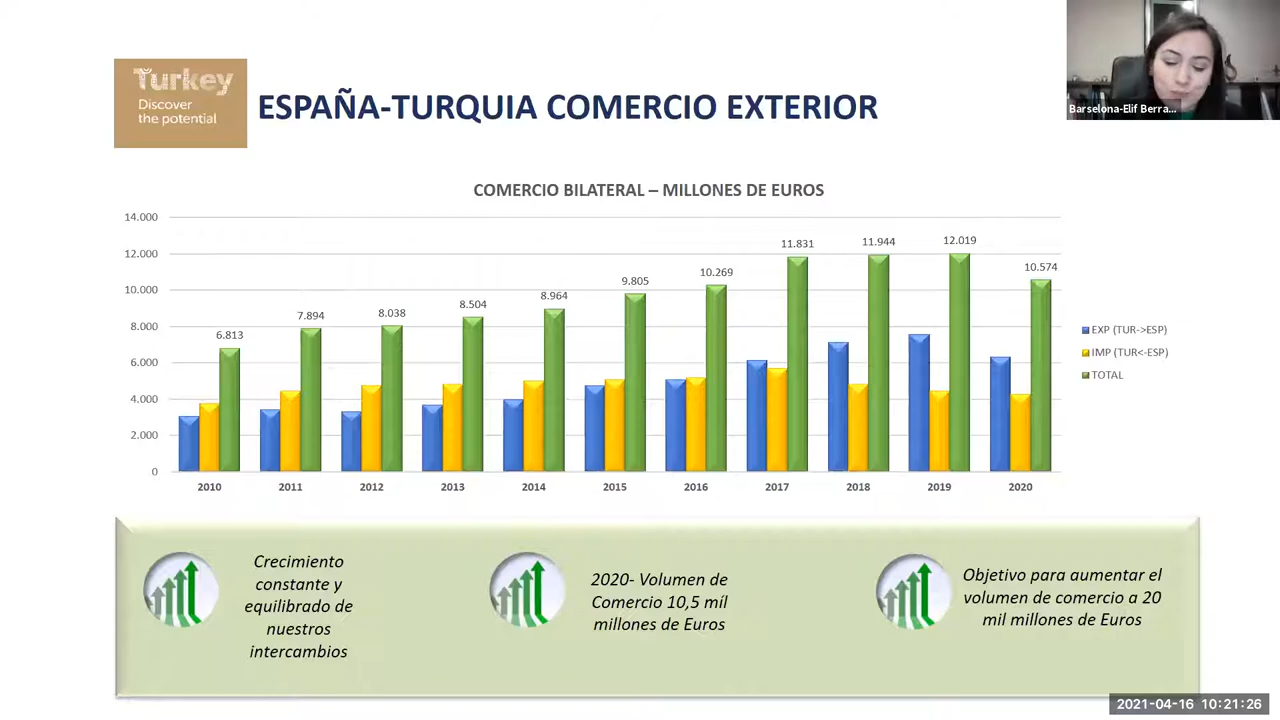 Turkey
Discover
the potential
ESPAÑA-TURQUIA COMERCIO EXTERIOR
Barselona-Elif Berra...
COMERCIO BILATERAL – MILLONES DE EUROS
14.000
12.000
10.000
8.000
6.000
4.000
2.000
0
6.813
7.894
8.038
8.504
8.964
9.805
10.269
11.831
11.944
12.019
10.574
2010
2011
2012
2013
2014
2015
2016
2017
2018
2019
2020
EXP (TUR->ESP)
IMP (TUR<-ESP)
TOTAL
Crecimiento
constante y
equilibrado de
nuestros
intercambios
2020- Volumen de
Comercio 10,5 míl
millones de Euros
Objetivo para aumentar el
volumen de comercio a 20
mil millones de Euros
2021-04-16 10:21:26